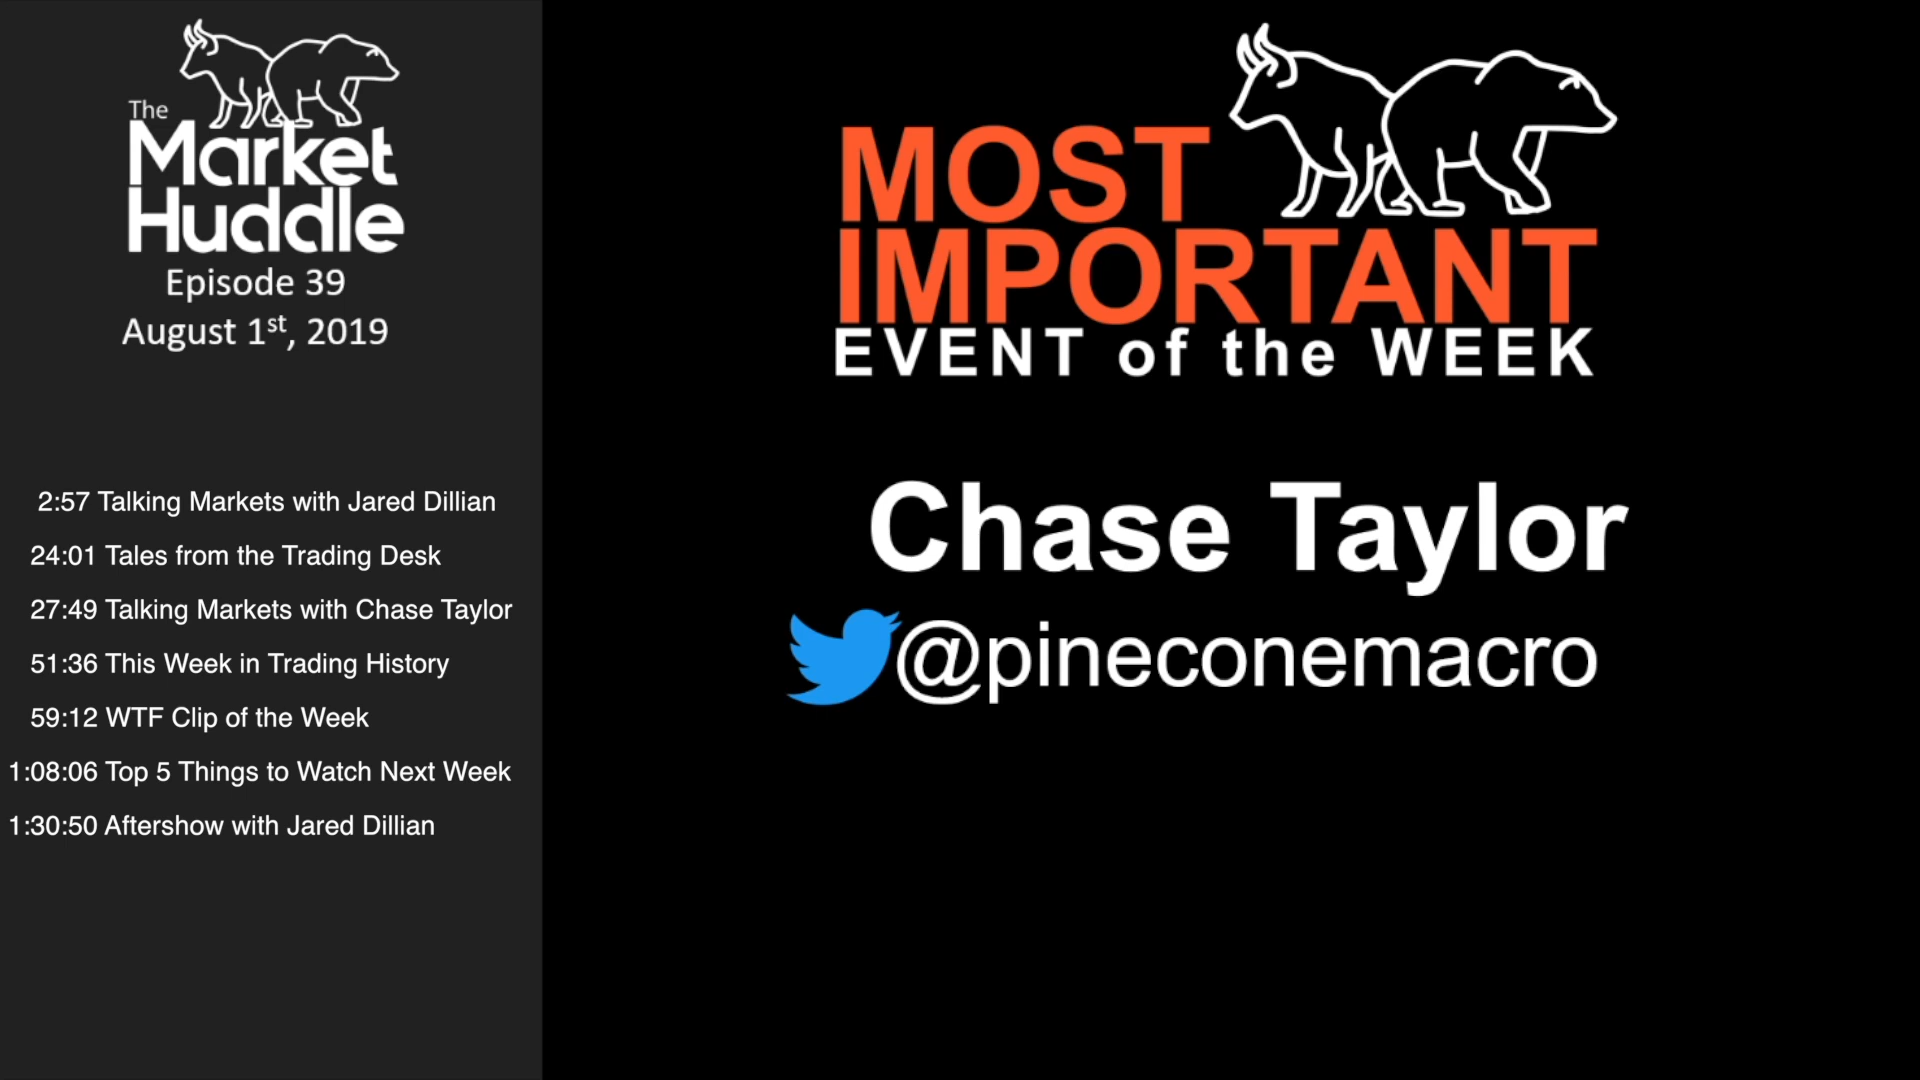 The
Market
Huddle
Episode 39
August 1st, 2019
2:57 Talking Markets with Jared Dillian
24:01 Tales from the Trading Desk
27:49 Talking Markets with Chase Taylor
51:36 This Week in Trading History
59:12 WTF Clip of the Week
1:08:06 Top 5 Things to Watch Next Week
1:30:50 Aftershow with Jared Dillian
MOST
IMPORTANT
EVENT of the WEEK
Chase Taylor
@pineconemacro